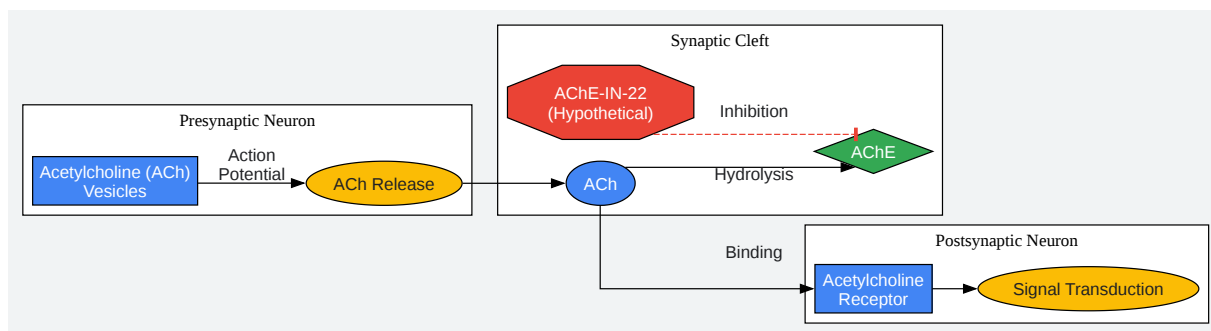 Synaptic Cleft
AChE-IN-22
(Hypothetical)
Inhibition
Presynaptic Neuron
Action
Potential
AChE
Acetylcholine (ACh)
Vesicles
ACh Release
ACh
Hydrolysis
Postsynaptic Neuron
Binding
Acetylcholine
Receptor
Signal Transduction